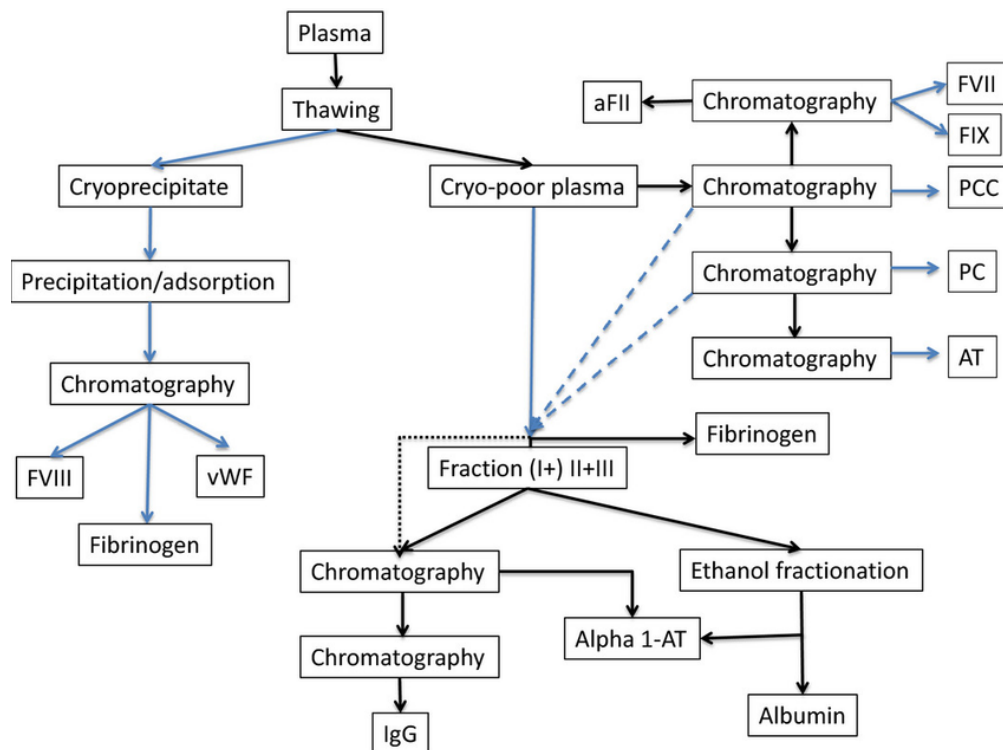 Plasma
Thawing
aFII
Chromatography
FVII
FIX
Cryoprecipitate
Cryo-poor plasma
Chromatography
PCC
Precipitation/adsorption
Chromatography
PC
Chromatography
Chromatography
AT
FVIII
vWF
Fibrinogen
Fibrinogen
Fraction (I+) II+III
Chromatography
Ethanol fractionation
Chromatography
Alpha 1-AT
IgG
Albumin